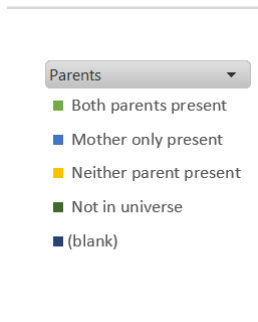 Parents
Both parents present
Mother only present
Neither parent present
Not in universe
(blank)